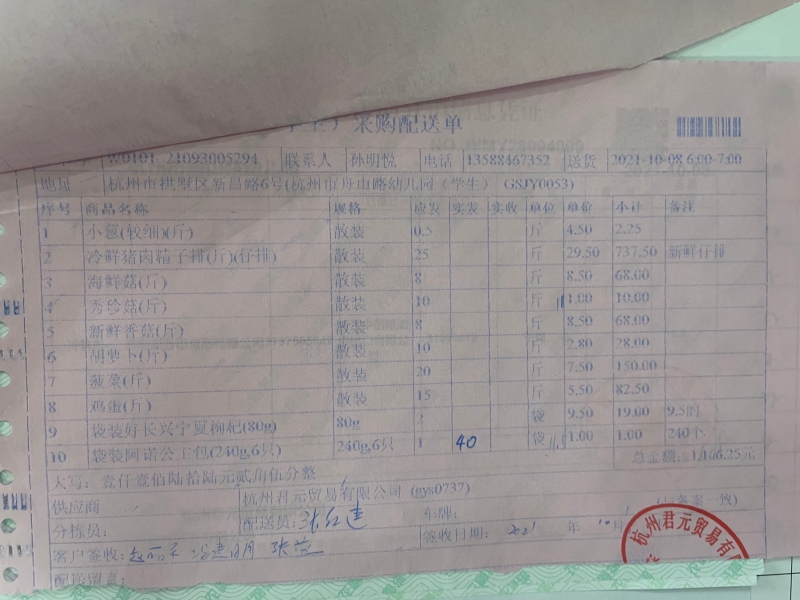 采购配送单
W0101_21093005294 联系人 孙明悦 电话 13588467352 送货 2021-10-08 6:00-7:00
地址 杭州市拱墅区新昌路6号(杭州市舟山路幼儿园(学生) GSJY0053)
序号 商品名称 规格 应发 实发 实收 单位 单价 小计 备注
1 小葱(较细)(斤) 散装 0.5 斤 4.50 2.25
2 冷鲜猪肉精子排(斤)(仔排) 散装 25 斤 29.50 737.50 新鲜仔排
3 海鲜菇(斤) 散装 8 斤 8.50 68.00
4 秀珍菇(斤) 散装 10 斤 1.00 10.00
5 新鲜香菇(斤) 散装 8 斤 8.50 68.00
6 胡萝卜(斤) 散装 10 斤 2.80 28.00
7 菠菜(斤) 散装 20 斤 7.50 150.00
8 鸡蛋(斤) 散装 15 斤 5.50 82.50
9 袋装好长兴宁夏枸杞(80g) 80g 2 袋 9.50 19.00 9.5的
10 袋装阿诺公主包(240g,6只) 240g,6只 1 40 袋 1.00 1.00 240个
总金额: 1,166.25元
大写: 壹仟壹佰陆拾陆元贰角伍分整
供应商 杭州君元贸易有限公司 (gys0737)
分拣员: 配送员: 张红建 车牌:
客户签收: 签收日期: 2021 年 10 月
配送留言:
杭州君元贸易有限